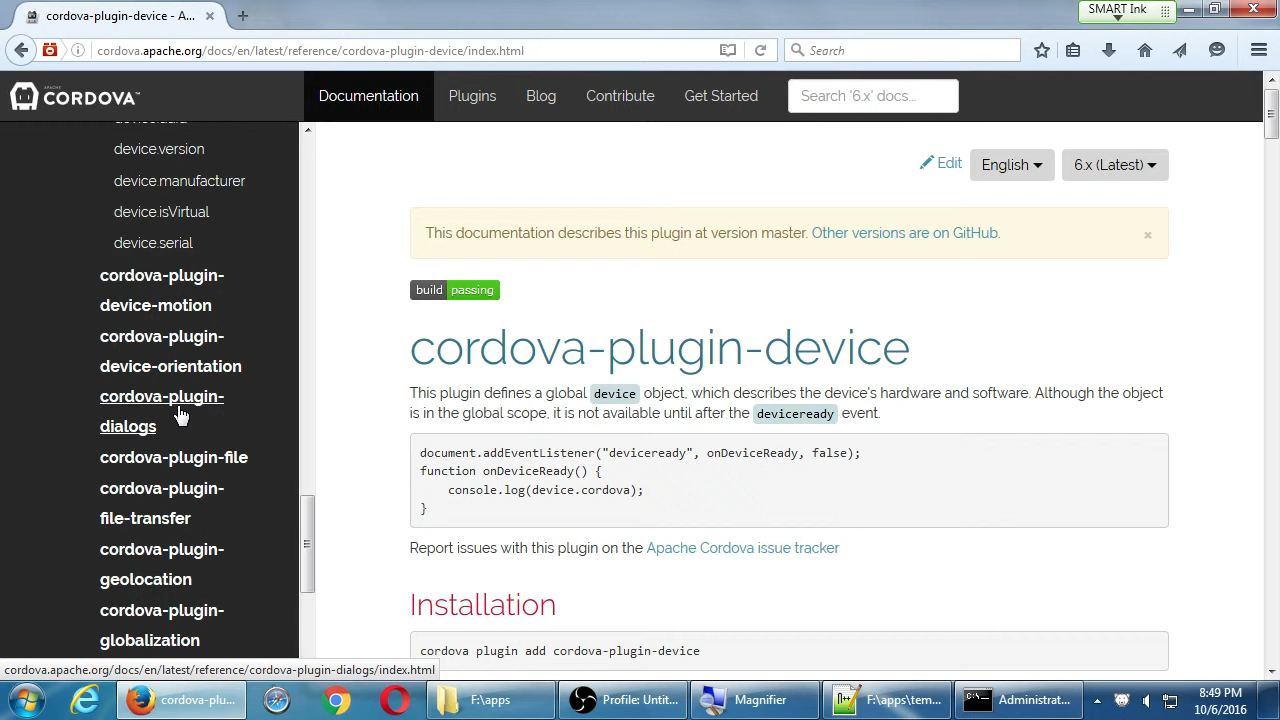 cordova-plugin-device - A...
SMART Ink
cordova.apache.org/docs/en/latest/reference/cordova-plugin-device/index.html
Search
APACHE
CORDOVA™
Documentation
Plugins
Blog
Contribute
Get Started
Search '6.x' docs...
device.version
device.manufacturer
device.isVirtual
device.serial
cordova-plugin-
device-motion
cordova-plugin-
device-orientation
cordova-plugin-
dialogs
cordova-plugin-file
cordova-plugin-
file-transfer
cordova-plugin-
geolocation
cordova-plugin-
globalization
Edit
English
6.x (Latest)
This documentation describes this plugin at version master. Other versions are on GitHub.
×
build passing
cordova-plugin-device
This plugin defines a global device object, which describes the device's hardware and software. Although the object
is in the global scope, it is not available until after the deviceready event.
document.addEventListener("deviceready", onDeviceReady, false);
function onDeviceReady() {
console.log(device.cordova);
}
Report issues with this plugin on the Apache Cordova issue tracker
Installation
cordova plugin add cordova-plugin-device
cordova.apache.org/docs/en/latest/reference/cordova-plugin-dialogs/index.html
cordova-plu...
F:\apps
Profile: Untit...
Magnifier
F:\apps\tem...
Administrat...
8:49 PM
10/6/2016